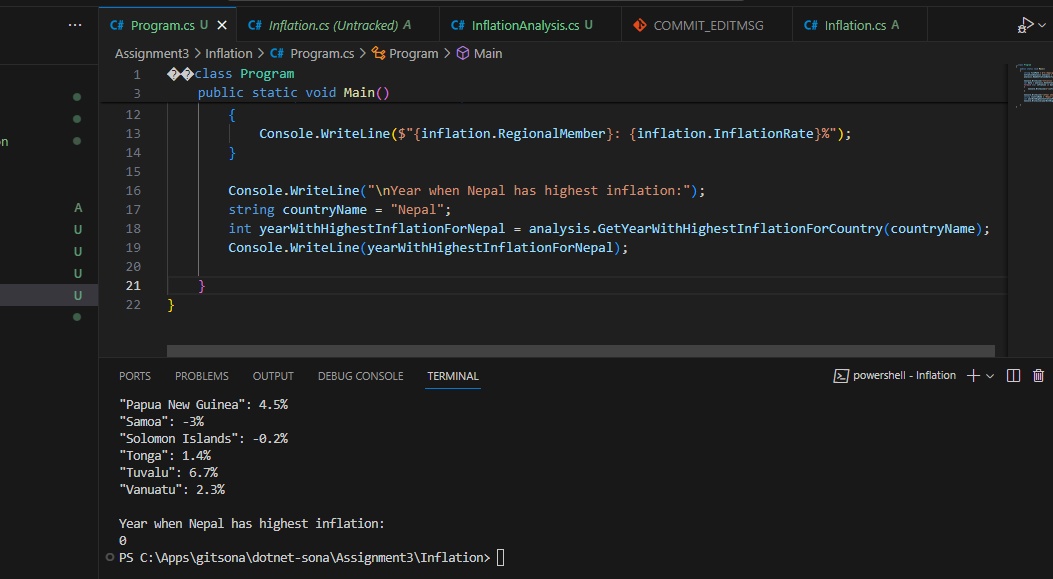 ···
Program.cs U
Inflation.cs (Untracked) A
InflationAnalysis.cs U
COMMIT_EDITMSG
Inflation.cs A
Assignment3 > Inflation > Program.cs > Program > Main
1 ��class Program
3 public static void Main()
12 {
13 Console.WriteLine($"{inflation.RegionalMember}: {inflation.InflationRate}%");
14 }
15
16 Console.WriteLine("\nYear when Nepal has highest inflation:");
17 string countryName = "Nepal";
18 int yearWithHighestInflationForNepal = analysis.GetYearWithHighestInflationForCountry(countryName);
19 Console.WriteLine(yearWithHighestInflationForNepal);
20
21 }
22 }
n
A
U
U
U
U
PORTS PROBLEMS OUTPUT DEBUG CONSOLE TERMINAL
powershell - Inflation
"Papua New Guinea": 4.5%
"Samoa": -3%
"Solomon Islands": -0.2%
"Tonga": 1.4%
"Tuvalu": 6.7%
"Vanuatu": 2.3%
Year when Nepal has highest inflation:
0
PS C:\Apps\gitsona\dotnet-sona\Assignment3\Inflation>